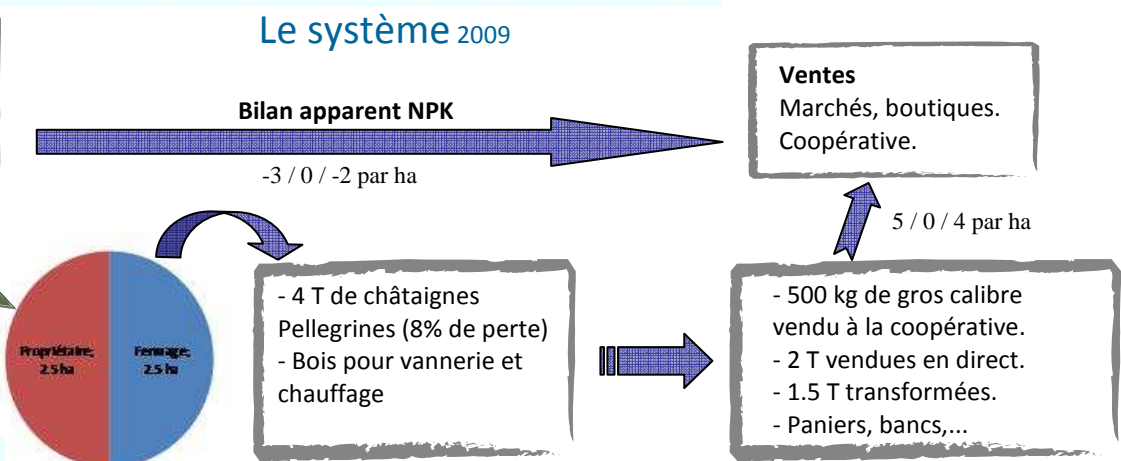 Le système 2009
Bilan apparent NPK
-3 / 0 / -2 par ha
Ventes
Marchés, boutiques.
Coopérative.
5 / 0 / 4 par ha
Propriétaire;
2.5 ha
Fermage;
2.5 ha
- 4 T de châtaignes
Pellegrines (8% de perte)
- Bois pour vannerie et
chauffage
- 500 kg de gros calibre
vendu à la coopérative.
- 2 T vendues en direct.
- 1.5 T transformées.
- Paniers, bancs,...